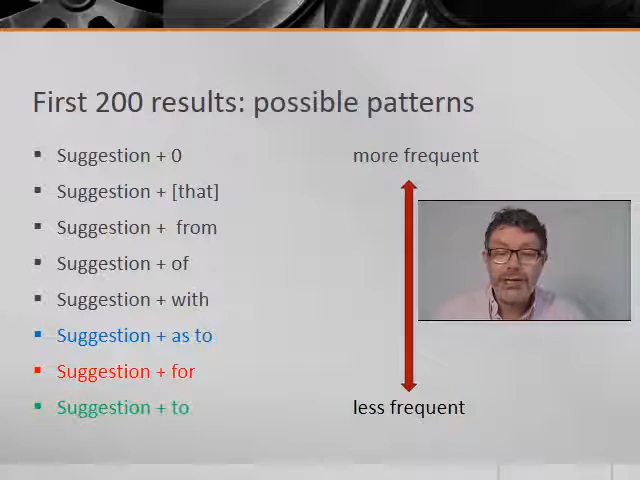 First 200 results: possible patterns
Suggestion + 0
more frequent
Suggestion + [that]
Suggestion + from
Suggestion + of
Suggestion + with
Suggestion + as to
Suggestion + for
Suggestion + to
less frequent